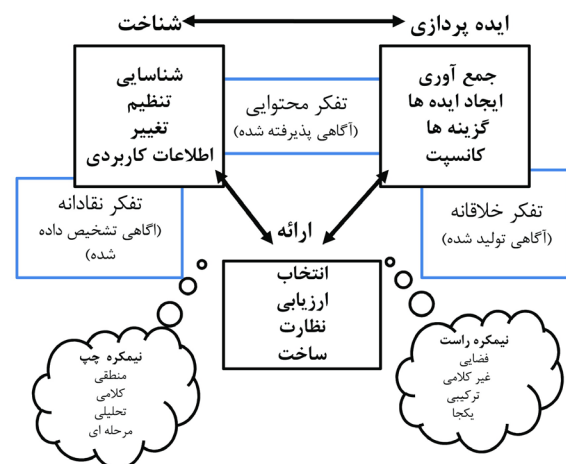 ایده پردازی
شناخت
جمع آوری
ایجاد ایده ها
گزینه ها
کانسپت
تفکر محتوایی
(آگاهی پذیرفته شده)
شناسایی
تنظیم
تغییر
اطلاعات کاربردی
تفکر خلاقانه
(آگاهی تولید شده)
تفکر نقادانه
(اگاهی تشخیص داده
شده)
ارائه
انتخاب
ارزیابی
نظارت
ساخت
نیمکره راست
فضایی
غیر کلامی
ترکیبی
یکجا
نیمکره چپ
منطقی
کلامی
تحلیلی
مرحله ای